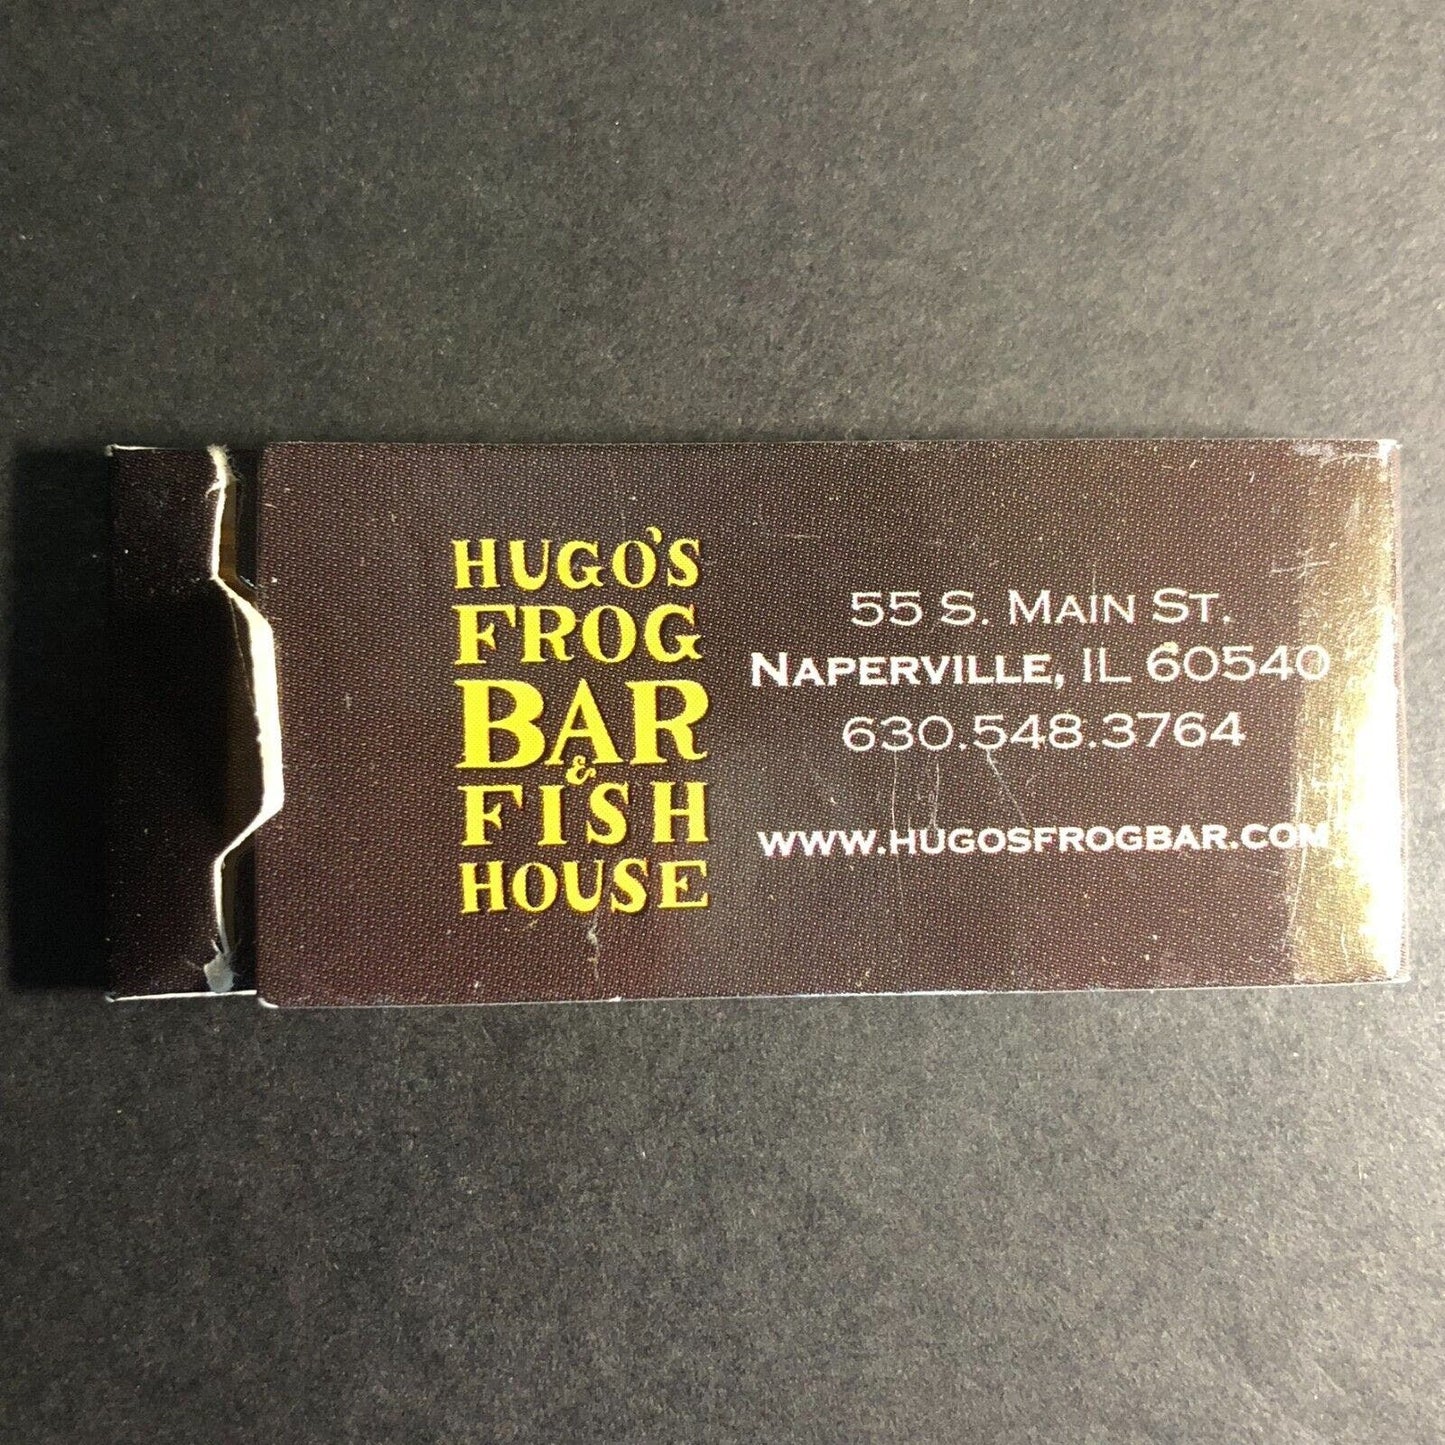 HUGO'S
FROG
BAR
&
FISH
HOUSE
55 S. MAIN ST.
NAPERVILLE, IL 60540
630.548.3764
WWW.HUGOSFROGBAR.COM